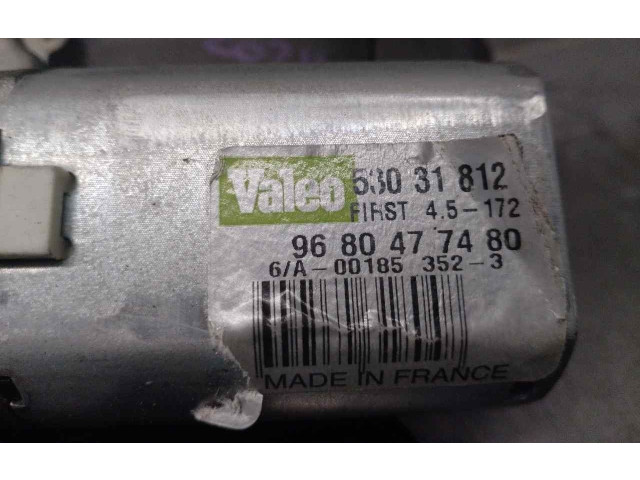 Valeo 530 31 812
FIRST 4.5-172
96 80 47 74 80
6/A-00185 352-3
MADE IN FRANCE